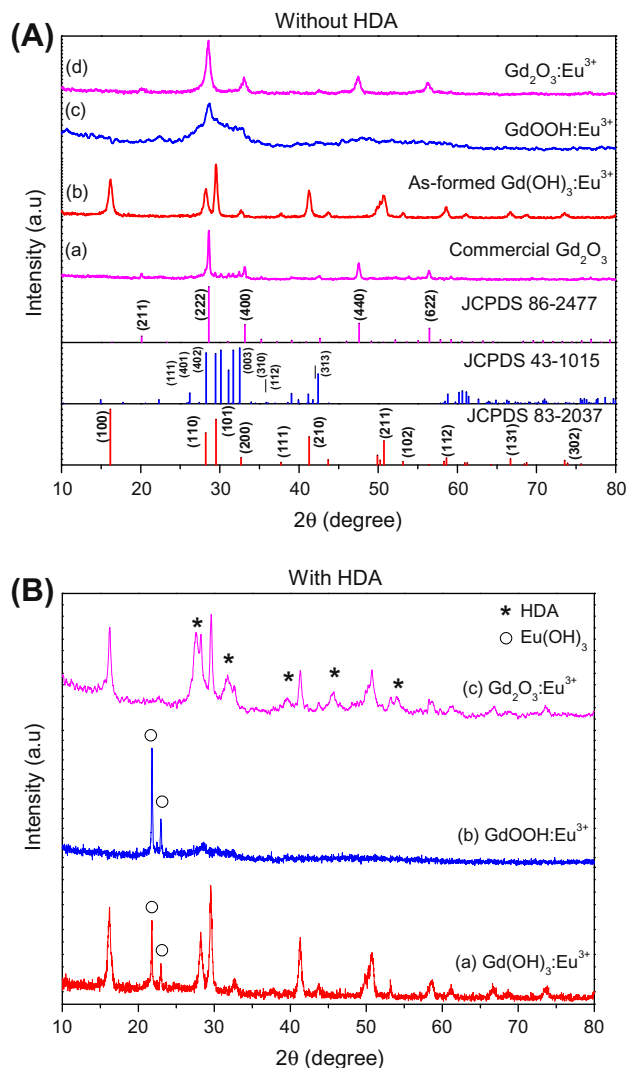 (A)
Without HDA
(d)
Gd₂O₃:Eu³⁺
(c)
GdOOH:Eu³⁺
(b)
As-formed Gd(OH)₃:Eu³⁺
(a)
Commercial Gd₂O₃
(211)
(222)
(400)
(440)
(622)
JCPDS 86-2477
(111)
(401)
(402)
(003)
(310)
(112)
(313)
JCPDS 43-1015
(100)
(110)
(101)
(200)
(111)
(210)
(211)
(102)
(112)
(131)
(302)
JCPDS 83-2037
Intensity (a.u)
10 20 30 40 50 60 70 80
2θ (degree)
(B)
With HDA
* HDA
○ Eu(OH)₃
* * * * *
(c) Gd₂O₃:Eu³⁺
(b) GdOOH:Eu³⁺
(a) Gd(OH)₃:Eu³⁺
Intensity (a.u)
10 20 30 40 50 60 70 80
2θ (degree)